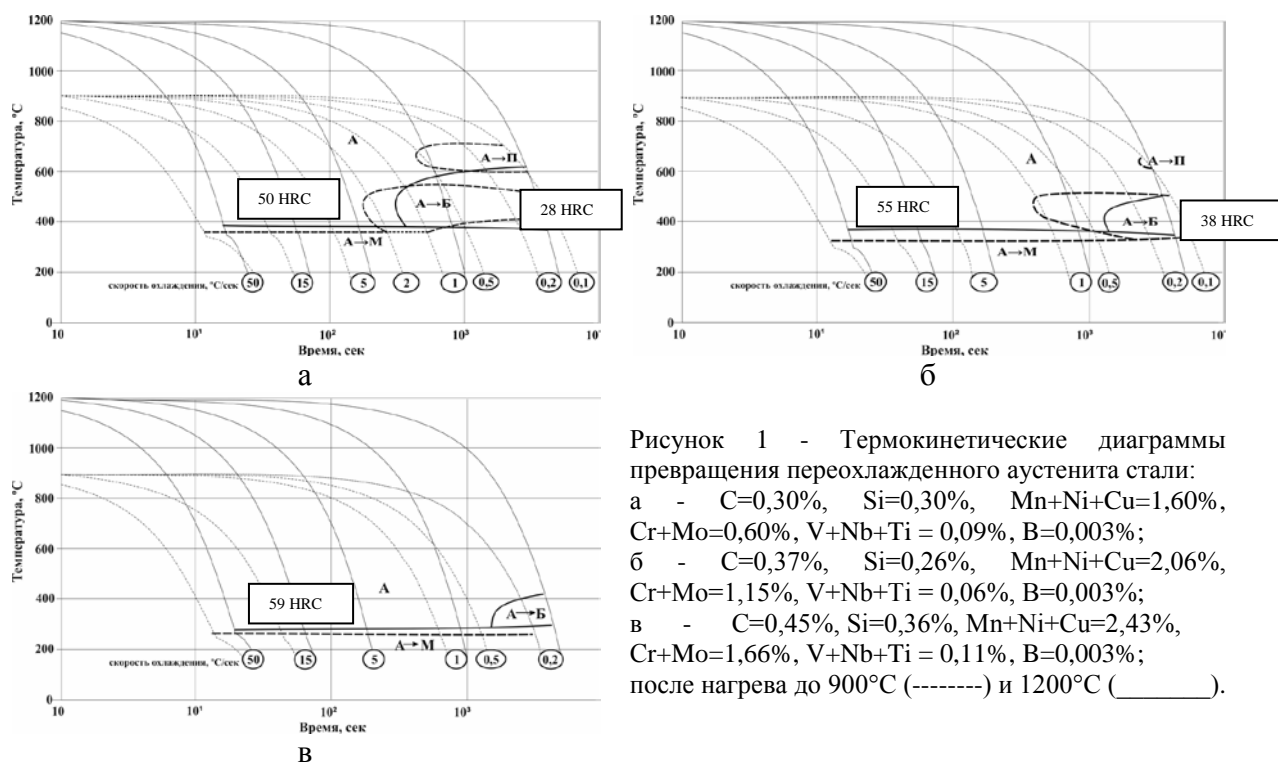 1200
1000
800
600
400
200
0
Температура, °С
50 HRC
28 HRC
А
А→П
А→Б
А→М
скорость охлаждения, °С/сек 50 15 5 2 1 0,5 0,2 0,1
10 10¹ 10² 10³ 10
Время, сек
а
1200
1000
800
600
400
200
0
Температура, °С
55 HRC
38 HRC
А
А→П
А→Б
А→М
скорость охлаждения, °С/сек 50 15 5 1 0,5 0,2 0,1
10 10¹ 10² 10³ 10
Время, сек
б
1200
1000
800
600
400
200
0
Температура, °С
59 HRC
А
А→Б
А→М
скорость охлаждения, °С/сек 50 15 5 1 0,5 0,2
10 10¹ 10² 10³
Время, сек
в
Рисунок 1 - Термокинетические диаграммы
превращения переохлажденного аустенита стали:
а - С=0,30%, Si=0,30%, Mn+Ni+Cu=1,60%,
Cr+Mo=0,60%, V+Nb+Ti = 0,09%, B=0,003%;
б - С=0,37%, Si=0,26%, Mn+Ni+Cu=2,06%,
Cr+Mo=1,15%, V+Nb+Ti = 0,06%, B=0,003%;
в - С=0,45%, Si=0,36%, Mn+Ni+Cu=2,43%,
Cr+Mo=1,66%, V+Nb+Ti = 0,11%, B=0,003%;
после нагрева до 900°С (--------) и 1200°С (_______).